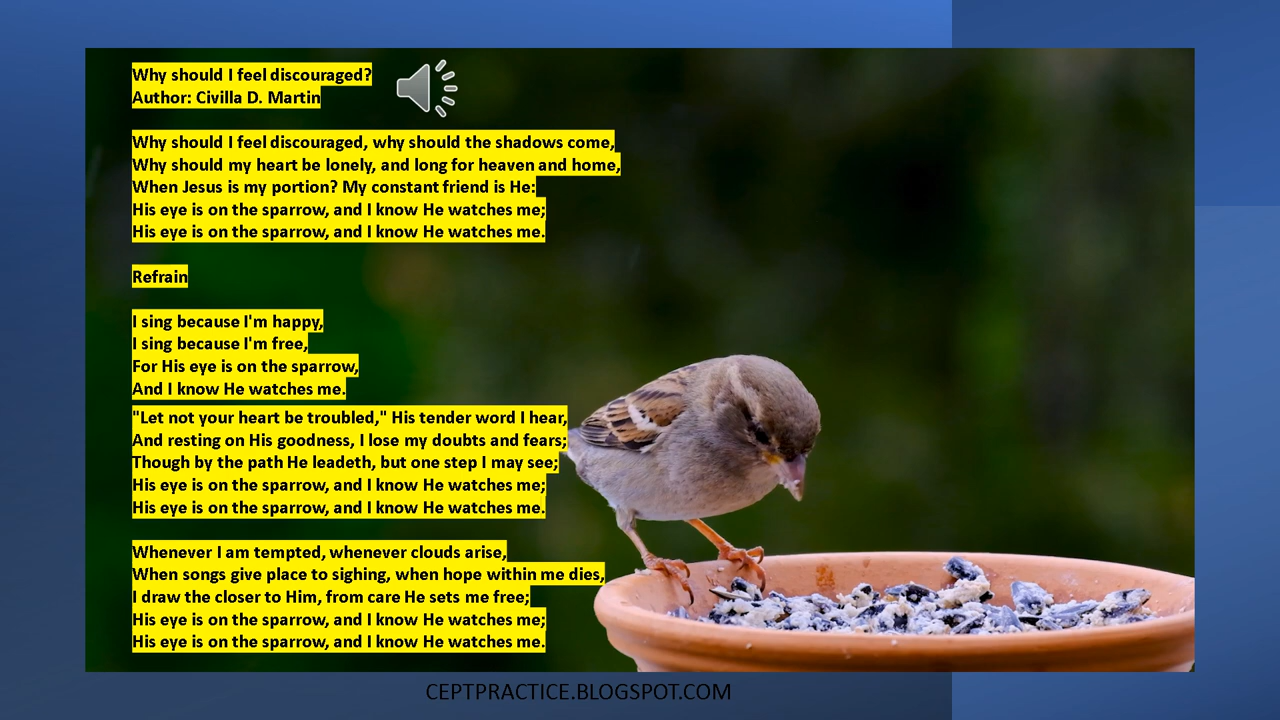 Why should I feel discouraged?
Author: Civilla D. Martin
Why should I feel discouraged, why should the shadows come,
Why should my heart be lonely, and long for heaven and home,
When Jesus is my portion? My constant friend is He:
His eye is on the sparrow, and I know He watches me;
His eye is on the sparrow, and I know He watches me.
Refrain
I sing because I'm happy,
I sing because I'm free,
For His eye is on the sparrow,
And I know He watches me.
"Let not your heart be troubled," His tender word I hear,
And resting on His goodness, I lose my doubts and fears;
Though by the path He leadeth, but one step I may see;
His eye is on the sparrow, and I know He watches me;
His eye is on the sparrow, and I know He watches me.
Whenever I am tempted, whenever clouds arise,
When songs give place to sighing, when hope within me dies,
I draw the closer to Him, from care He sets me free;
His eye is on the sparrow, and I know He watches me;
His eye is on the sparrow, and I know He watches me.
CEPTPRACTICE.BLOGSPOT.COM